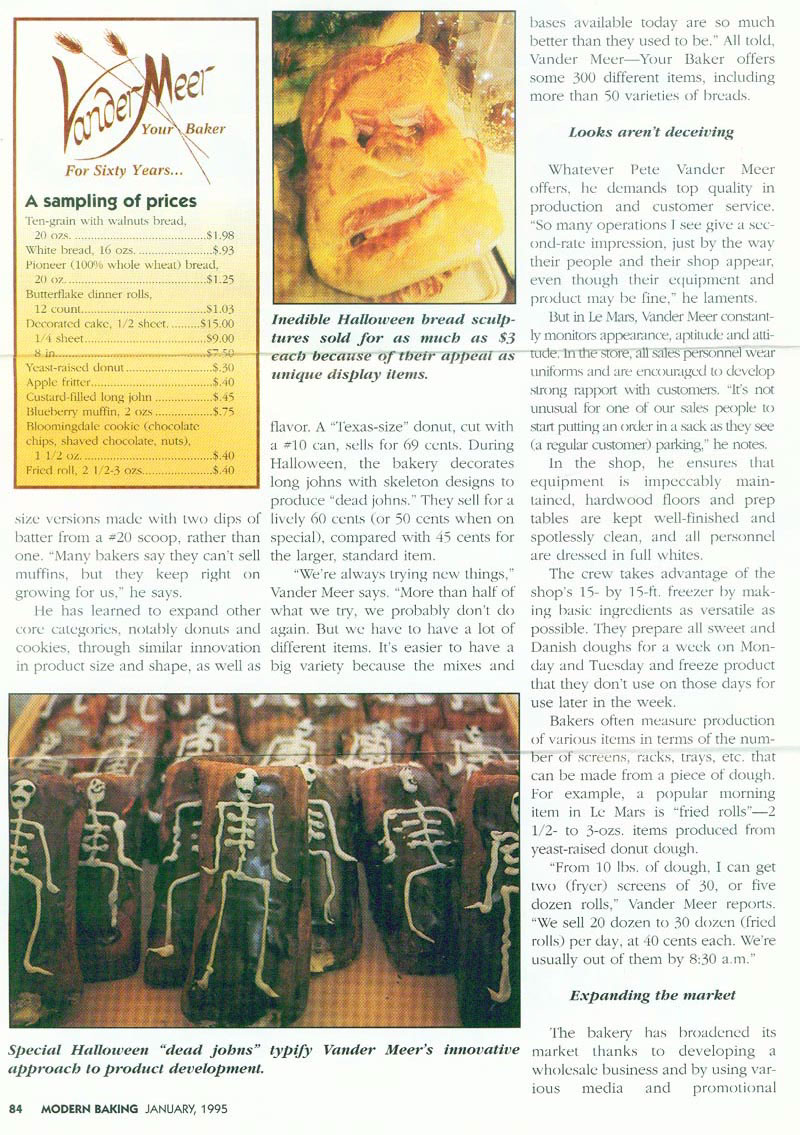 Vander Meer
Your Baker
For Sixty Years...
A sampling of prices
Ten-grain with walnuts bread,
20 ozs. ..............................$1.98
White bread, 16 ozs. ..................$.93
Pioneer (100% whole wheat) bread,
20 oz. ..............................$1.25
Butterflake dinner rolls,
12 count..............................$1.03
Decorated cake, 1/2 sheet. .........$15.00
1/4 sheet..............................$9.00
8 in..............................$7.50
Yeast-raised donut......................$.30
Apple fritter..............................$.40
Custard-filled long john ...............$.45
Blueberry muffin, 2 ozs ...............$.75
Bloomingdale cookie (chocolate
chips, shaved chocolate, nuts),
1 1/2 oz. ..............................$.40
Fried roll, 2 1/2-3 ozs..................$.40
size versions made with two dips of
batter from a #20 scoop, rather than
one. “Many bakers say they can't sell
muffins, but they keep right on
growing for us,” he says.
He has learned to expand other
core categories, notably donuts and
cookies, through similar innovation
in product size and shape, as well as
Inedible Halloween bread sculp-
tures sold for as much as $3
each because of their appeal as
unique display items.
flavor. A “Texas-size” donut, cut with
a #10 can, sells for 69 cents. During
Halloween, the bakery decorates
long johns with skeleton designs to
produce “dead johns.” They sell for a
lively 60 cents (or 50 cents when on
special), compared with 45 cents for
the larger, standard item.
“We're always trying new things,”
Vander Meer says. “More than half of
what we try, we probably don't do
again. But we have to have a lot of
different items. It's easier to have a
big variety because the mixes and
Special Halloween “dead johns” typify Vander Meer's innovative
approach to product development.
bases available today are so much
better than they used to be.” All told,
Vander Meer—Your Baker offers
some 300 different items, including
more than 50 varieties of breads.
Looks aren't deceiving
Whatever Pete Vander Meer
offers, he demands top quality in
production and customer service.
“So many operations I see give a sec-
ond-rate impression, just by the way
their people and their shop appear,
even though their equipment and
product may be fine,” he laments.
But in Le Mars, Vander Meer constant-
ly monitors appearance, aptitude and atti-
tude. In the store, all sales personnel wear
uniforms and are encouraged to develop
strong rapport with customers. “It's not
unusual for one of our sales people to
start putting an order in a sack as they see
(a regular customer) parking,” he notes.
In the shop, he ensures that
equipment is impeccably main-
tained, hardwood floors and prep
tables are kept well-finished and
spotlessly clean, and all personnel
are dressed in full whites.
The crew takes advantage of the
shop's 15- by 15-ft. freezer by mak-
ing basic ingredients as versatile as
possible. They prepare all sweet and
Danish doughs for a week on Mon-
day and Tuesday and freeze product
that they don't use on those days for
use later in the week.
Bakers often measure production
of various items in terms of the num-
ber of screens, racks, trays, etc. that
can be made from a piece of dough.
For example, a popular morning
item in Le Mars is “fried rolls”—2
1/2- to 3-ozs. items produced from
yeast-raised donut dough.
“From 10 lbs. of dough, I can get
two (fryer) screens of 30, or five
dozen rolls,” Vander Meer reports.
“We sell 20 dozen to 30 dozen (fried
rolls) per day, at 40 cents each. We're
usually out of them by 8:30 a.m.”
Expanding the market
The bakery has broadened its
market thanks to developing a
wholesale business and by using var-
ious media and promotional
84 MODERN BAKING JANUARY, 1995